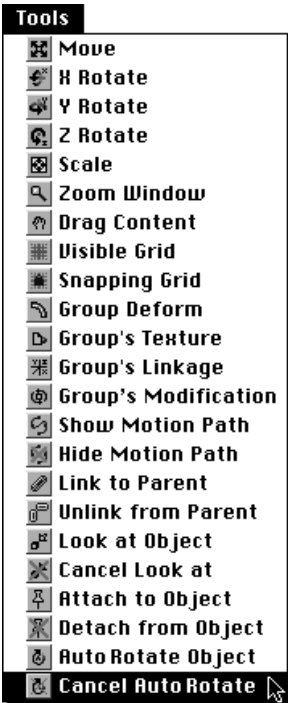 Tools
Move
X Rotate
Y Rotate
Z Rotate
Scale
Zoom Window
Drag Content
Visible Grid
Snapping Grid
Group Deform
Group's Texture
Group's Linkage
Group's Modification
Show Motion Path
Hide Motion Path
Link to Parent
Unlink from Parent
Look at Object
Cancel Look at
Attach to Object
Detach from Object
Auto Rotate Object
Cancel Auto Rotate